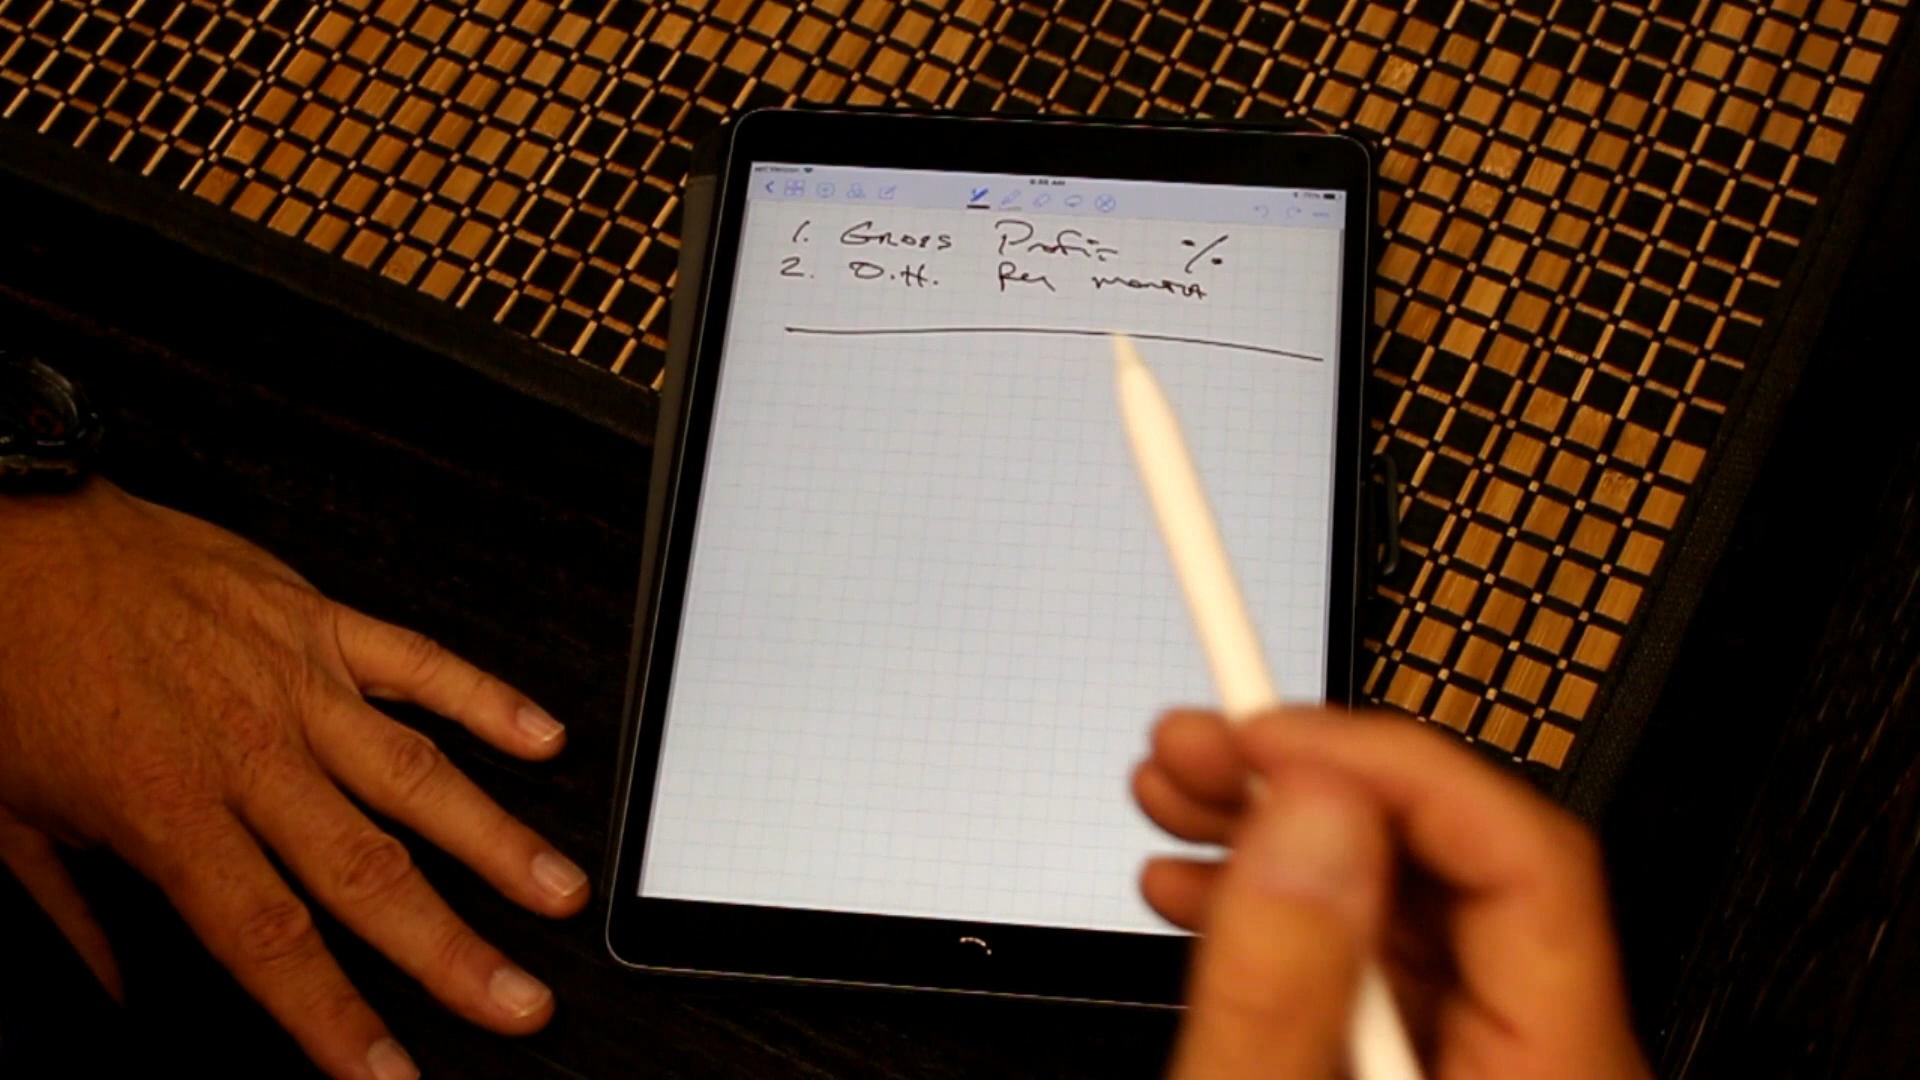 1. Gross Profit %
2. O.H. Per month